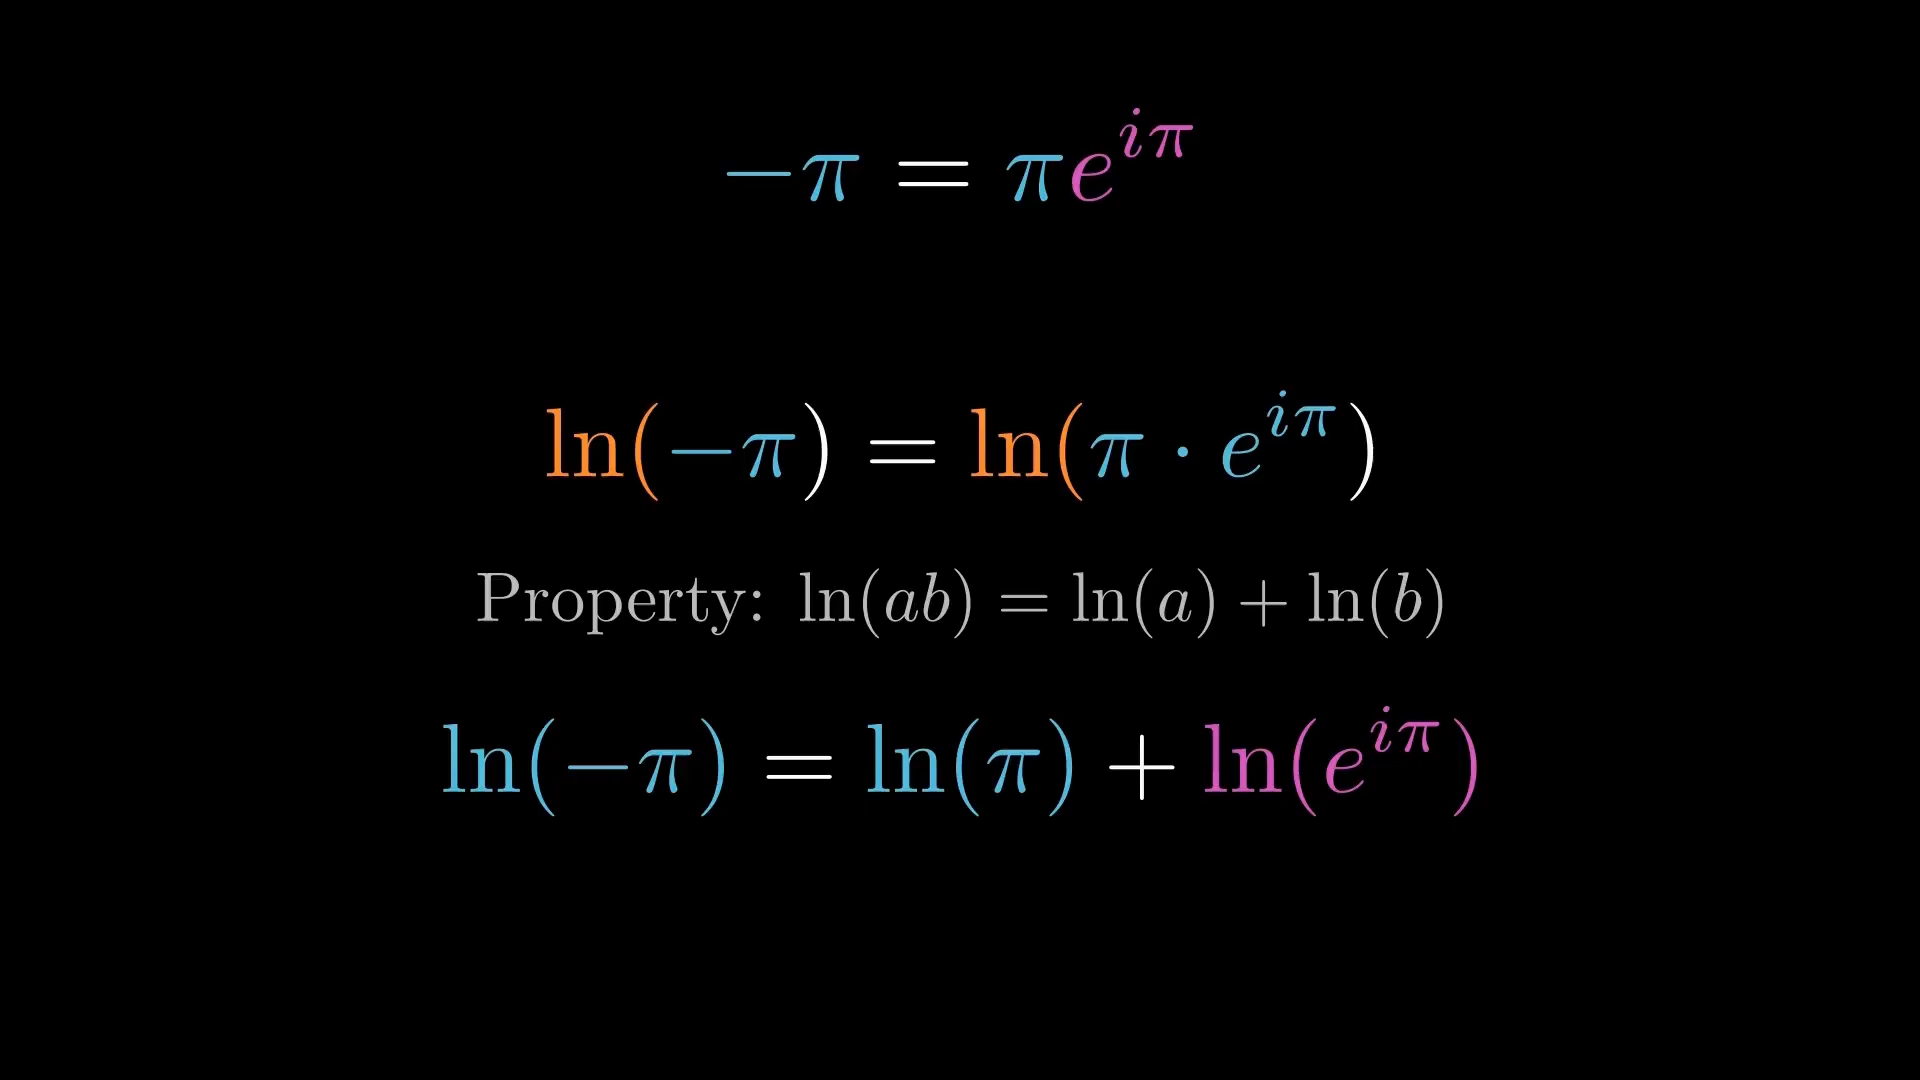 −π = πe^{iπ}
ln(−π) = ln(π · e^{iπ})
Property: ln(ab) = ln(a) + ln(b)
ln(−π) = ln(π) + ln(e^{iπ})